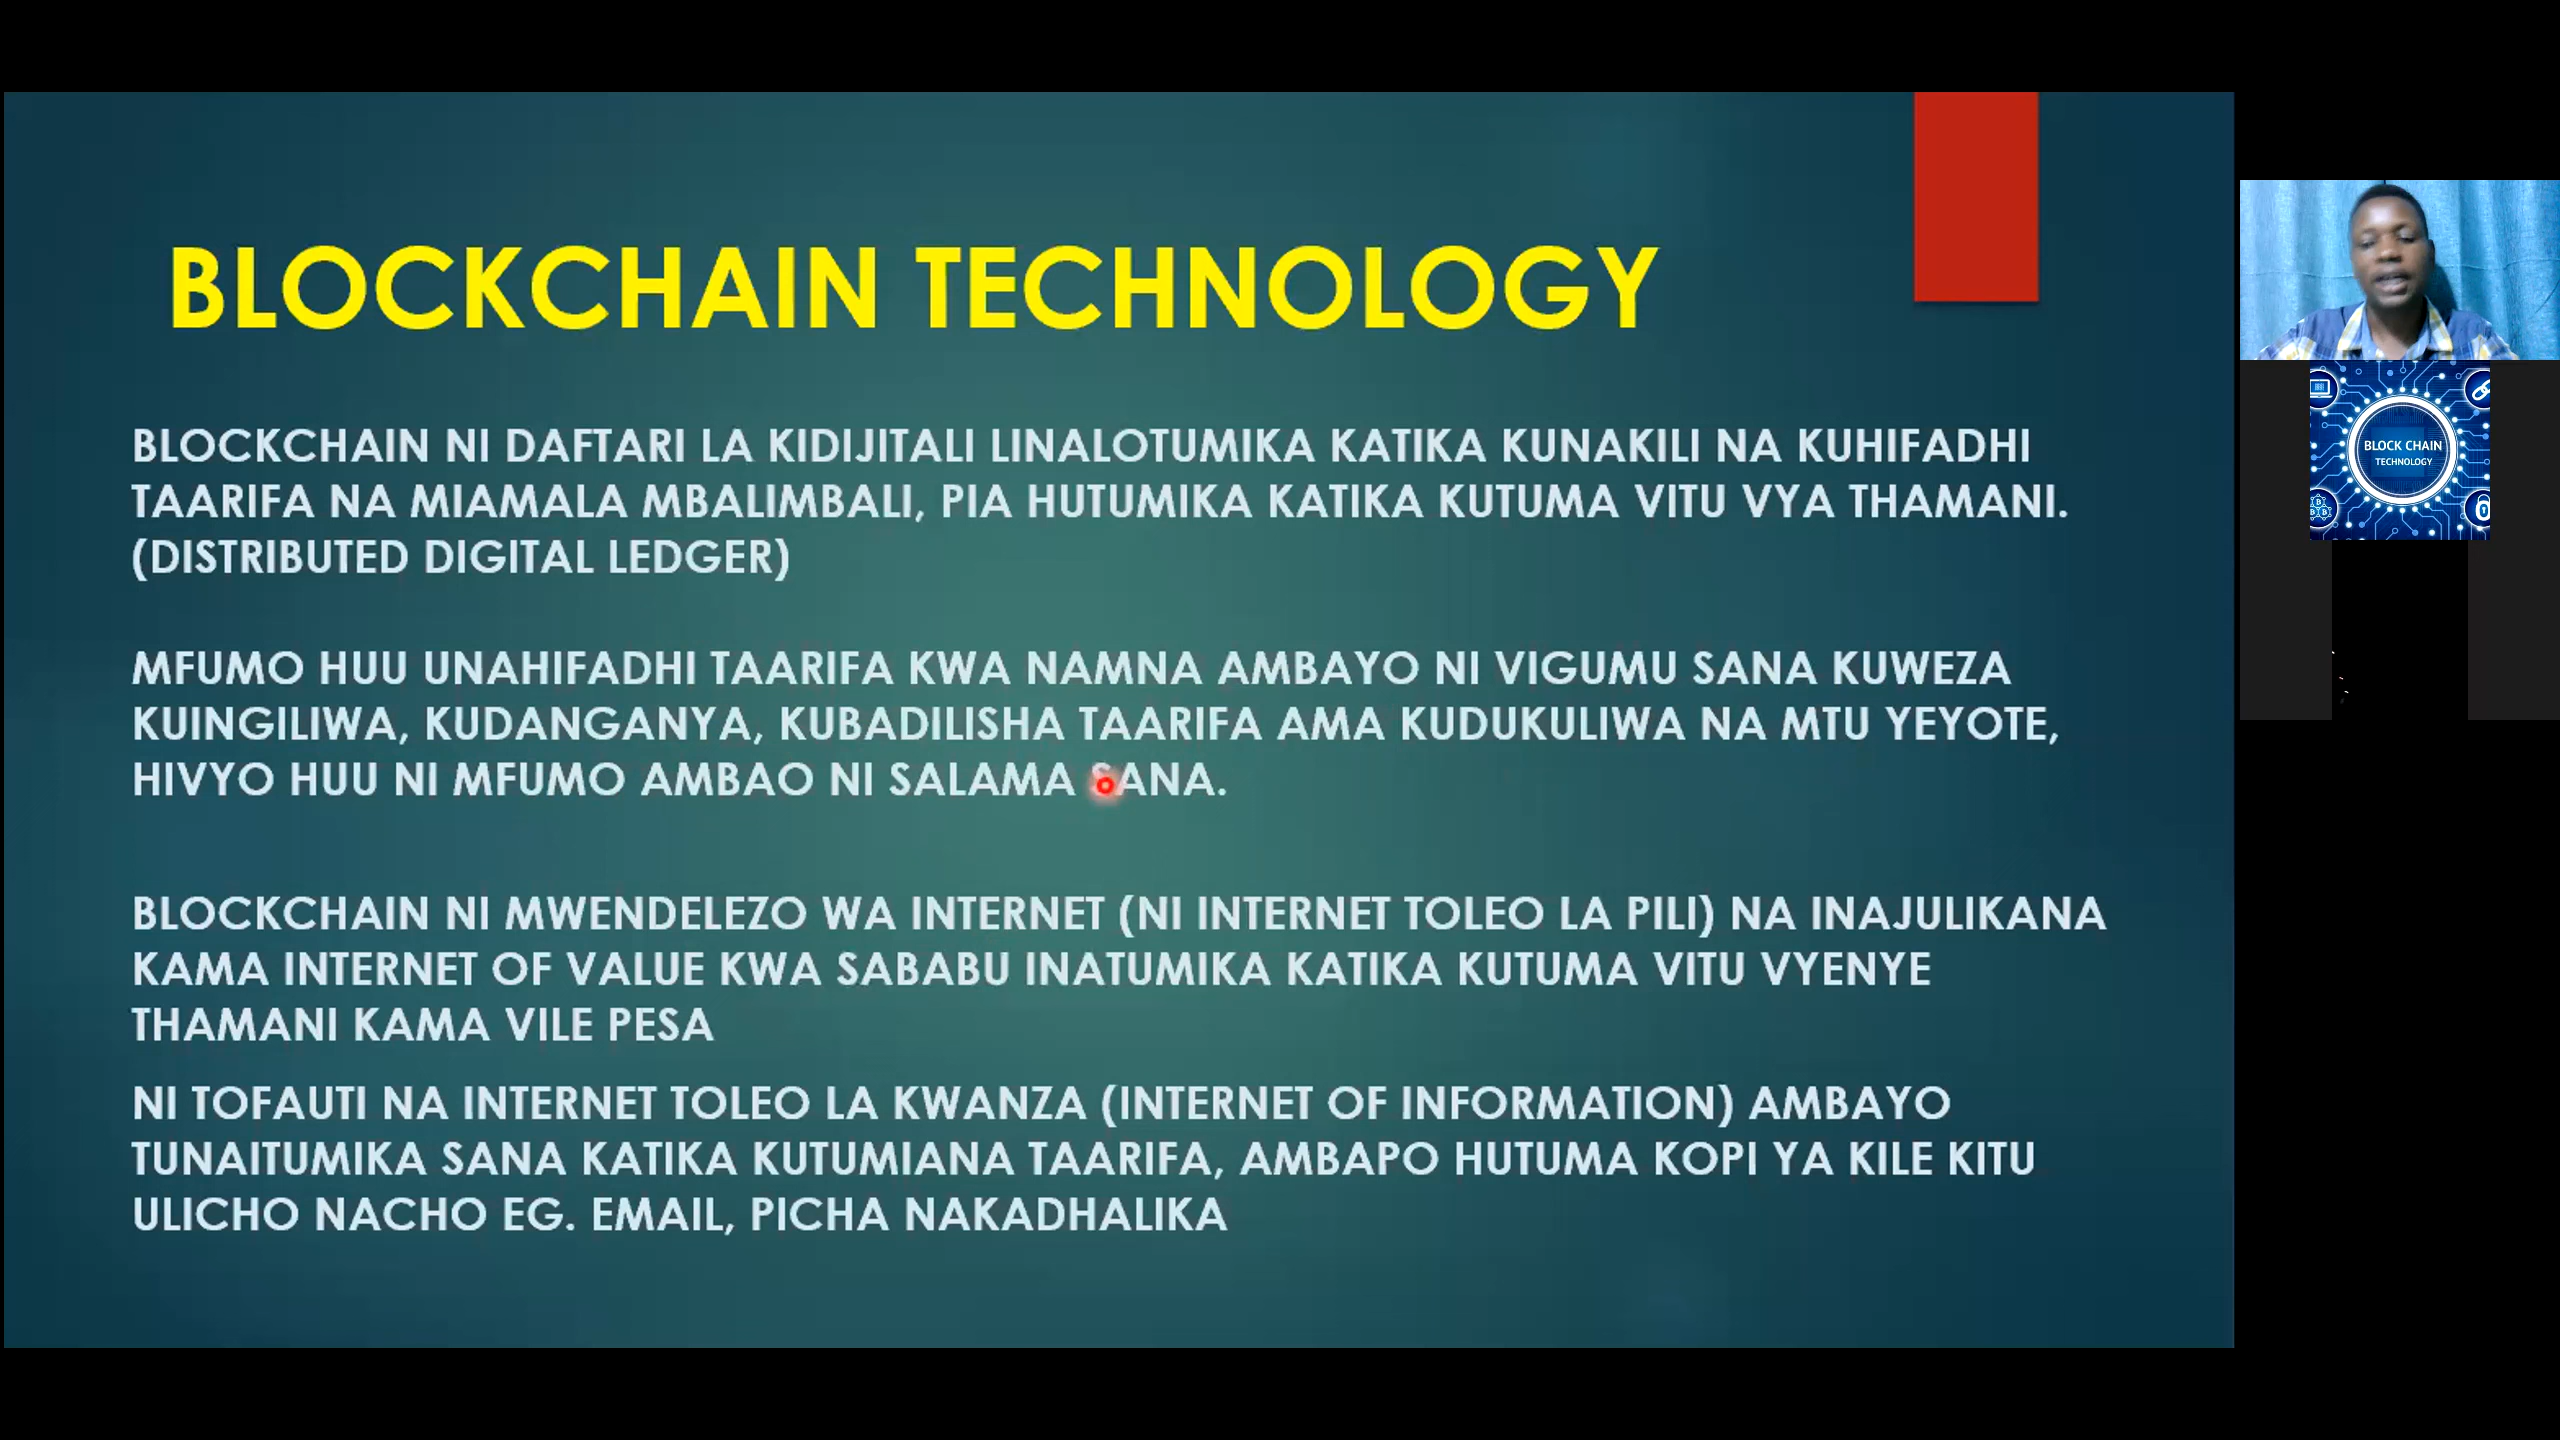 BLOCKCHAIN TECHNOLOGY
BLOCKCHAIN NI DAFTARI LA KIDIJITALI LINALOTUMIKA KATIKA KUNAKILI NA KUHIFADHI
TAARIFA NA MIAMALA MBALIMBALI, PIA HUTUMIKA KATIKA KUTUMA VITU VYA THAMANI.
(DISTRIBUTED DIGITAL LEDGER)
MFUMO HUU UNAHIFADHI TAARIFA KWA NAMNA AMBAYO NI VIGUMU SANA KUWEZA
KUINGILIWA, KUDANGANYA, KUBADILISHA TAARIFA AMA KUDUKULIWA NA MTU YEYOTE,
HIVYO HUU NI MFUMO AMBAO NI SALAMA SANA.
BLOCKCHAIN NI MWENDELEZO WA INTERNET (NI INTERNET TOLEO LA PILI) NA INAJULIKANA
KAMA INTERNET OF VALUE KWA SABABU INATUMIKA KATIKA KUTUMA VITU VYENYE
THAMANI KAMA VILE PESA
NI TOFAUTI NA INTERNET TOLEO LA KWANZA (INTERNET OF INFORMATION) AMBAYO
TUNAITUMIKA SANA KATIKA KUTUMIANA TAARIFA, AMBAPO HUTUMA KOPI YA KILE KITU
ULICHO NACHO EG. EMAIL, PICHA NAKADHALIKA
BLOCK CHAIN
TECHNOLOGY